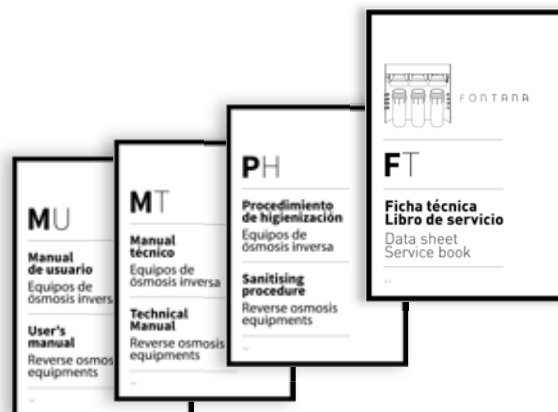 MU
Manual
de usuario
Equipos de
ósmosis invers
User's
manual
Reverse osmos
equipments
MT
Manual
técnico
Equipos de
ósmosis inversa
Technical
Manual
Reverse osmosis
equipments
PH
Procedimiento
de higienización
Equipos de
ósmosis inversa
Sanitising
procedure
Reverse osmosis
equipments
FONTANA
FT
Ficha técnica
Libro de servicio
Data sheet
Service book